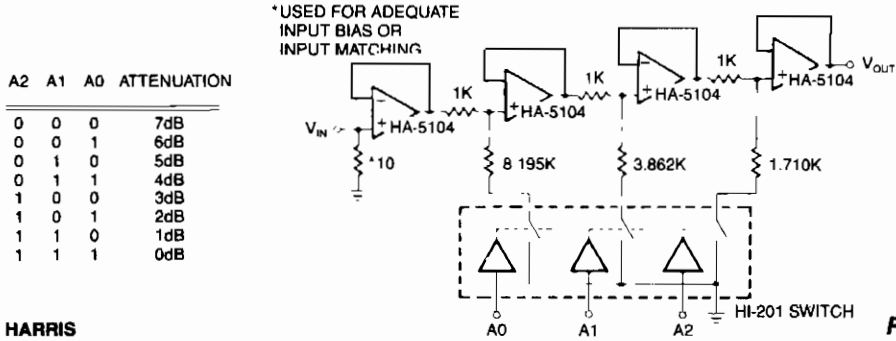 *USED FOR ADEQUATE
INPUT BIAS OR
INPUT MATCHING
A2 A1 A0 ATTENUATION
0 0 0 7dB
0 0 1 6dB
0 1 0 5dB
0 1 1 4dB
1 0 0 3dB
1 0 1 2dB
1 1 0 1dB
1 1 1 0dB
VIN
- + HA-5104
*10
1K
+ HA-5104
8 195K
1K
- + HA-5104
3.862K
1K
+ HA-5104
1.710K
VOUT
HI-201 SWITCH
A0 A1 A2
HARRIS
F